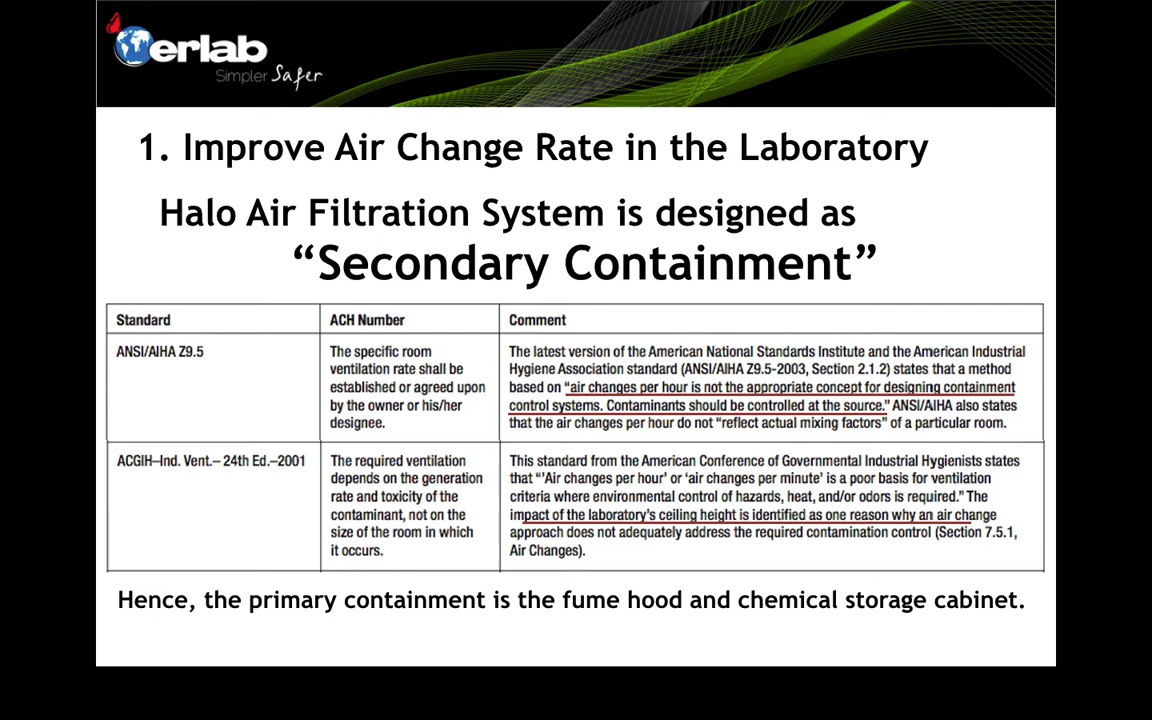 erlab
Simpler Safer
1. Improve Air Change Rate in the Laboratory
Halo Air Filtration System is designed as
“Secondary Containment”
Standard
ACH Number
Comment
ANSI/AIHA Z9.5
The specific room
ventilation rate shall be
established or agreed upon
by the owner or his/her
designee.
The latest version of the American National Standards Institute and the American Industrial
Hygiene Association standard (ANSI/AIHA Z9.5-2003, Section 2.1.2) states that a method
based on “air changes per hour is not the appropriate concept for designing containment
control systems. Contaminants should be controlled at the source.” ANSI/AIHA also states
that the air changes per hour do not “reflect actual mixing factors” of a particular room.
ACGIH–Ind. Vent.– 24th Ed.–2001
The required ventilation
depends on the generation
rate and toxicity of the
contaminant, not on the
size of the room in which
it occurs.
This standard from the American Conference of Governmental Industrial Hygienists states
that “‘Air changes per hour’ or ‘air changes per minute’ is a poor basis for ventilation
criteria where environmental control of hazards, heat, and/or odors is required.” The
impact of the laboratory’s ceiling height is identified as one reason why an air change
approach does not adequately address the required contamination control (Section 7.5.1,
Air Changes).
Hence, the primary containment is the fume hood and chemical storage cabinet.